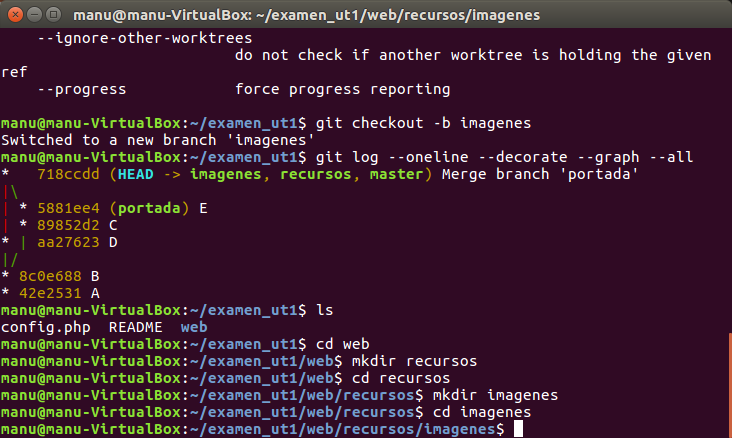 manu@manu-VirtualBox: ~/examen_ut1/web/recursos/imagenes
    --ignore-other-worktrees
                          do not check if another worktree is holding the given
ref
    --progress            force progress reporting

manu@manu-VirtualBox:~/examen_ut1$ git checkout -b imagenes
Switched to a new branch 'imagenes'
manu@manu-VirtualBox:~/examen_ut1$ git log --oneline --decorate --graph --all
*   718ccdd (HEAD -> imagenes, recursos, master) Merge branch 'portada'
|\
| * 5881ee4 (portada) E
| * 89852d2 C
* | aa27623 D
|/
* 8c0e688 B
* 42e2531 A
manu@manu-VirtualBox:~/examen_ut1$ ls
config.php  README  web
manu@manu-VirtualBox:~/examen_ut1$ cd web
manu@manu-VirtualBox:~/examen_ut1/web$ mkdir recursos
manu@manu-VirtualBox:~/examen_ut1/web$ cd recursos
manu@manu-VirtualBox:~/examen_ut1/web/recursos$ mkdir imagenes
manu@manu-VirtualBox:~/examen_ut1/web/recursos$ cd imagenes
manu@manu-VirtualBox:~/examen_ut1/web/recursos/imagenes$